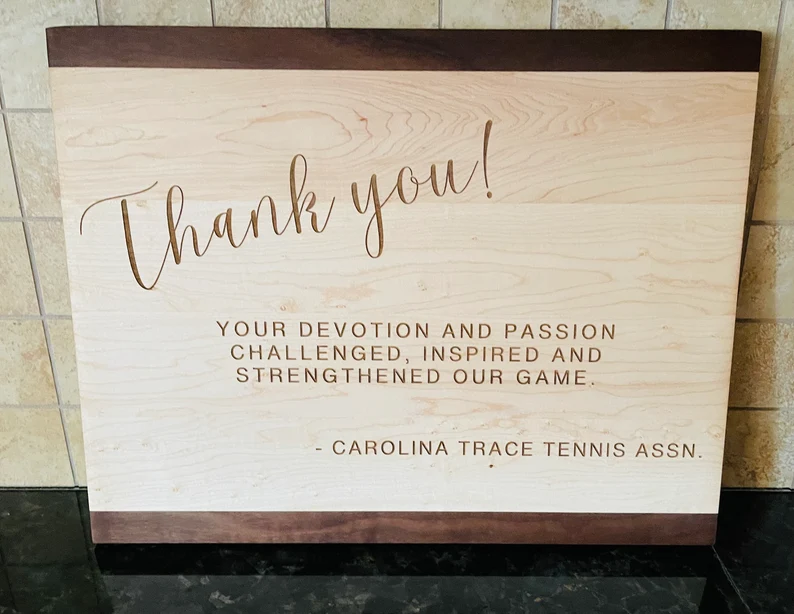 Thank you!
YOUR DEVOTION AND PASSION
CHALLENGED, INSPIRED AND
STRENGTHENED OUR GAME.
- CAROLINA TRACE TENNIS ASSN.